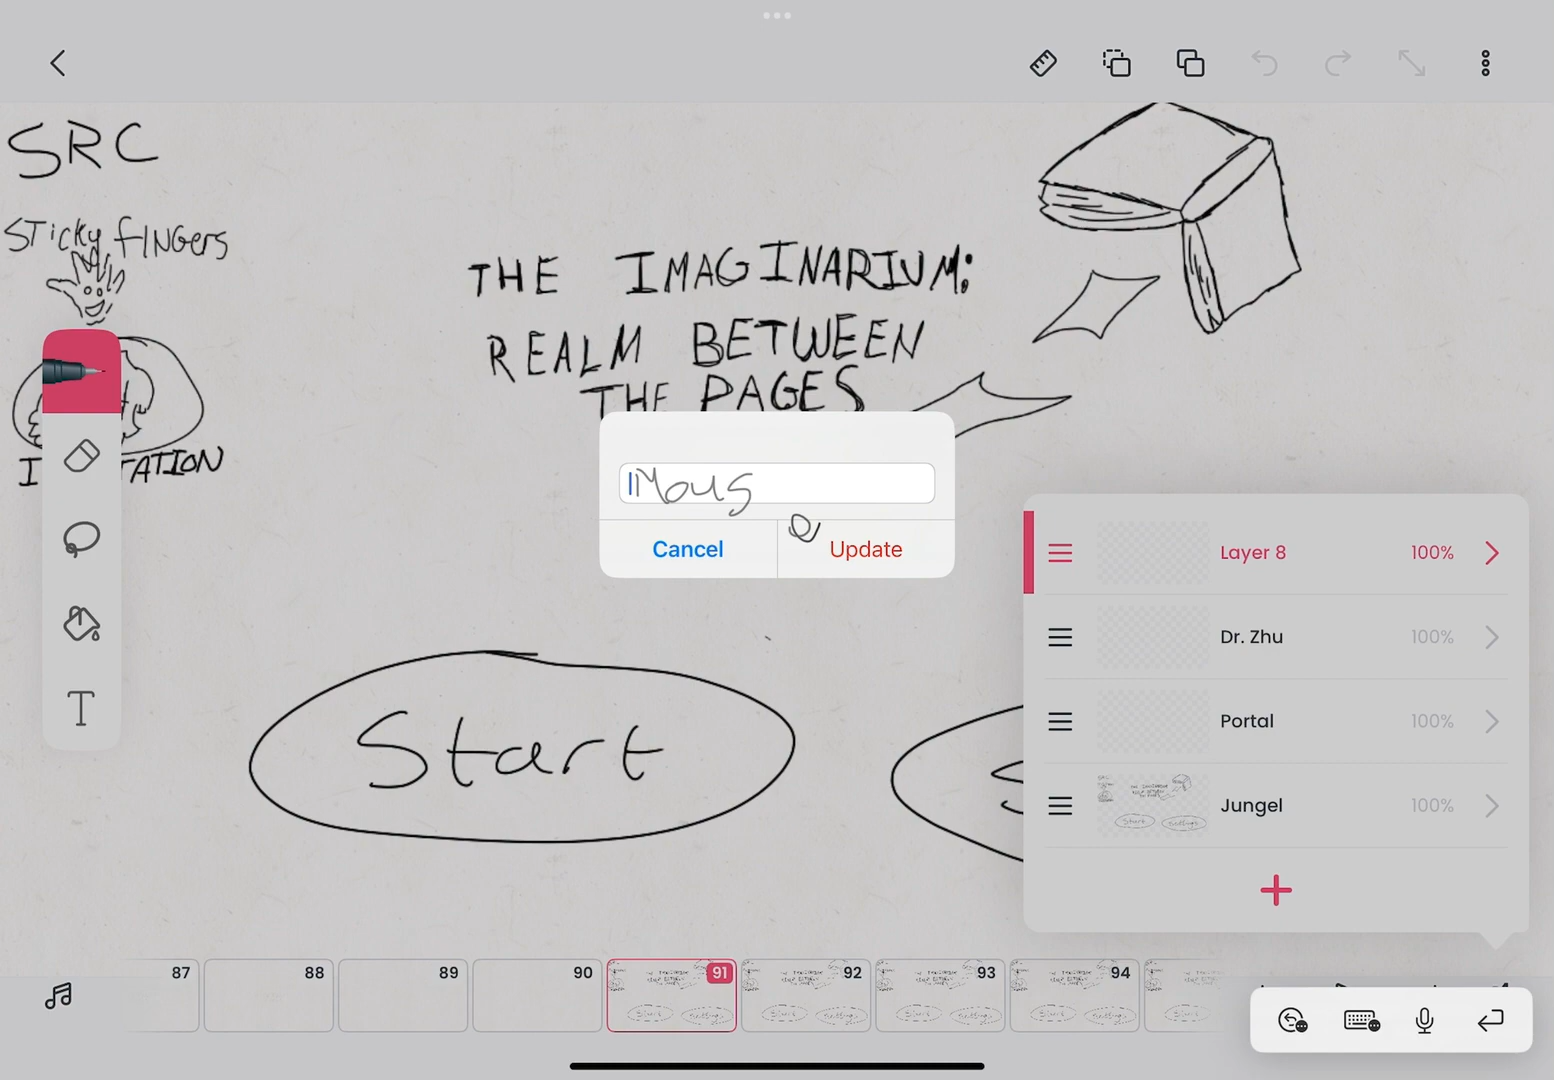 SRC
Sticky fINGers
THE IMAGINARIUM:
REALM BETWEEN
THE PAGES
Mous
e
Cancel
Update
Layer 8 100%
Dr. Zhu 100%
Portal 100%
Jungel 100%
Start
T
87 88 89 90 91 92 93 94